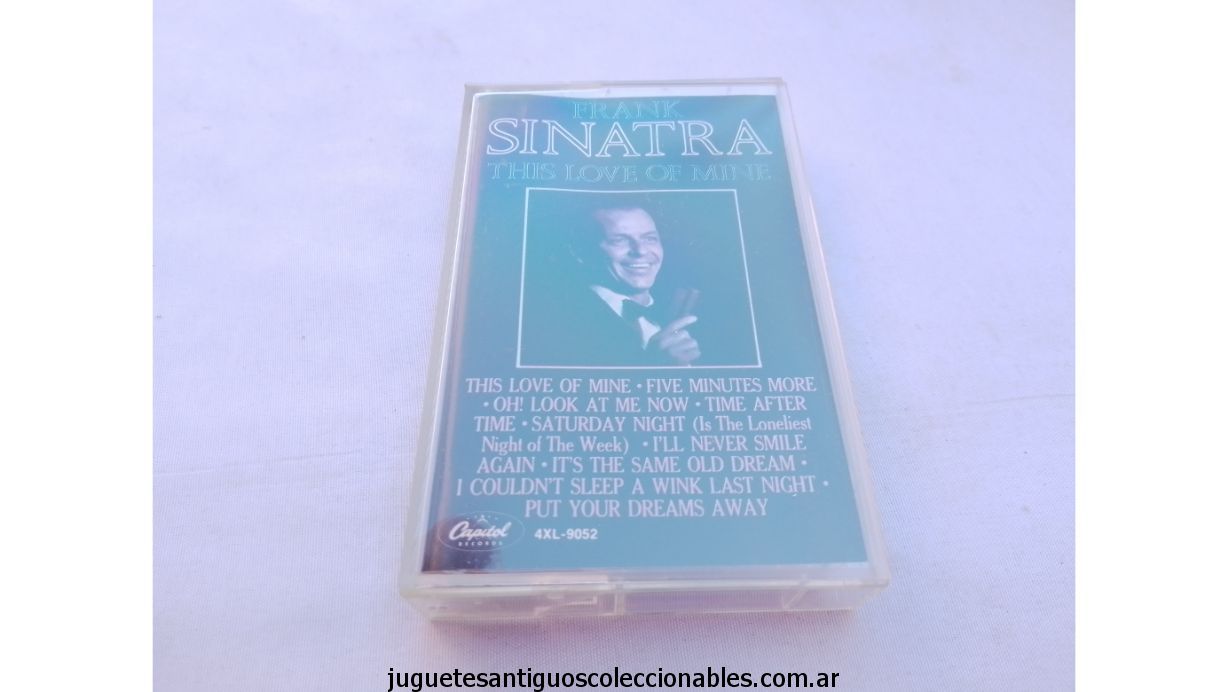 FRANK
SINATRA
THIS LOVE OF MINE
THIS LOVE OF MINE • FIVE MINUTES MORE
• OH! LOOK AT ME NOW • TIME AFTER
TIME • SATURDAY NIGHT (Is The Loneliest
Night of The Week) • I'LL NEVER SMILE
AGAIN • IT'S THE SAME OLD DREAM •
I COULDN'T SLEEP A WINK LAST NIGHT •
PUT YOUR DREAMS AWAY
Capitol
RECORDS
4XL-9052
juguetesantiguoscoleccionables.com.ar